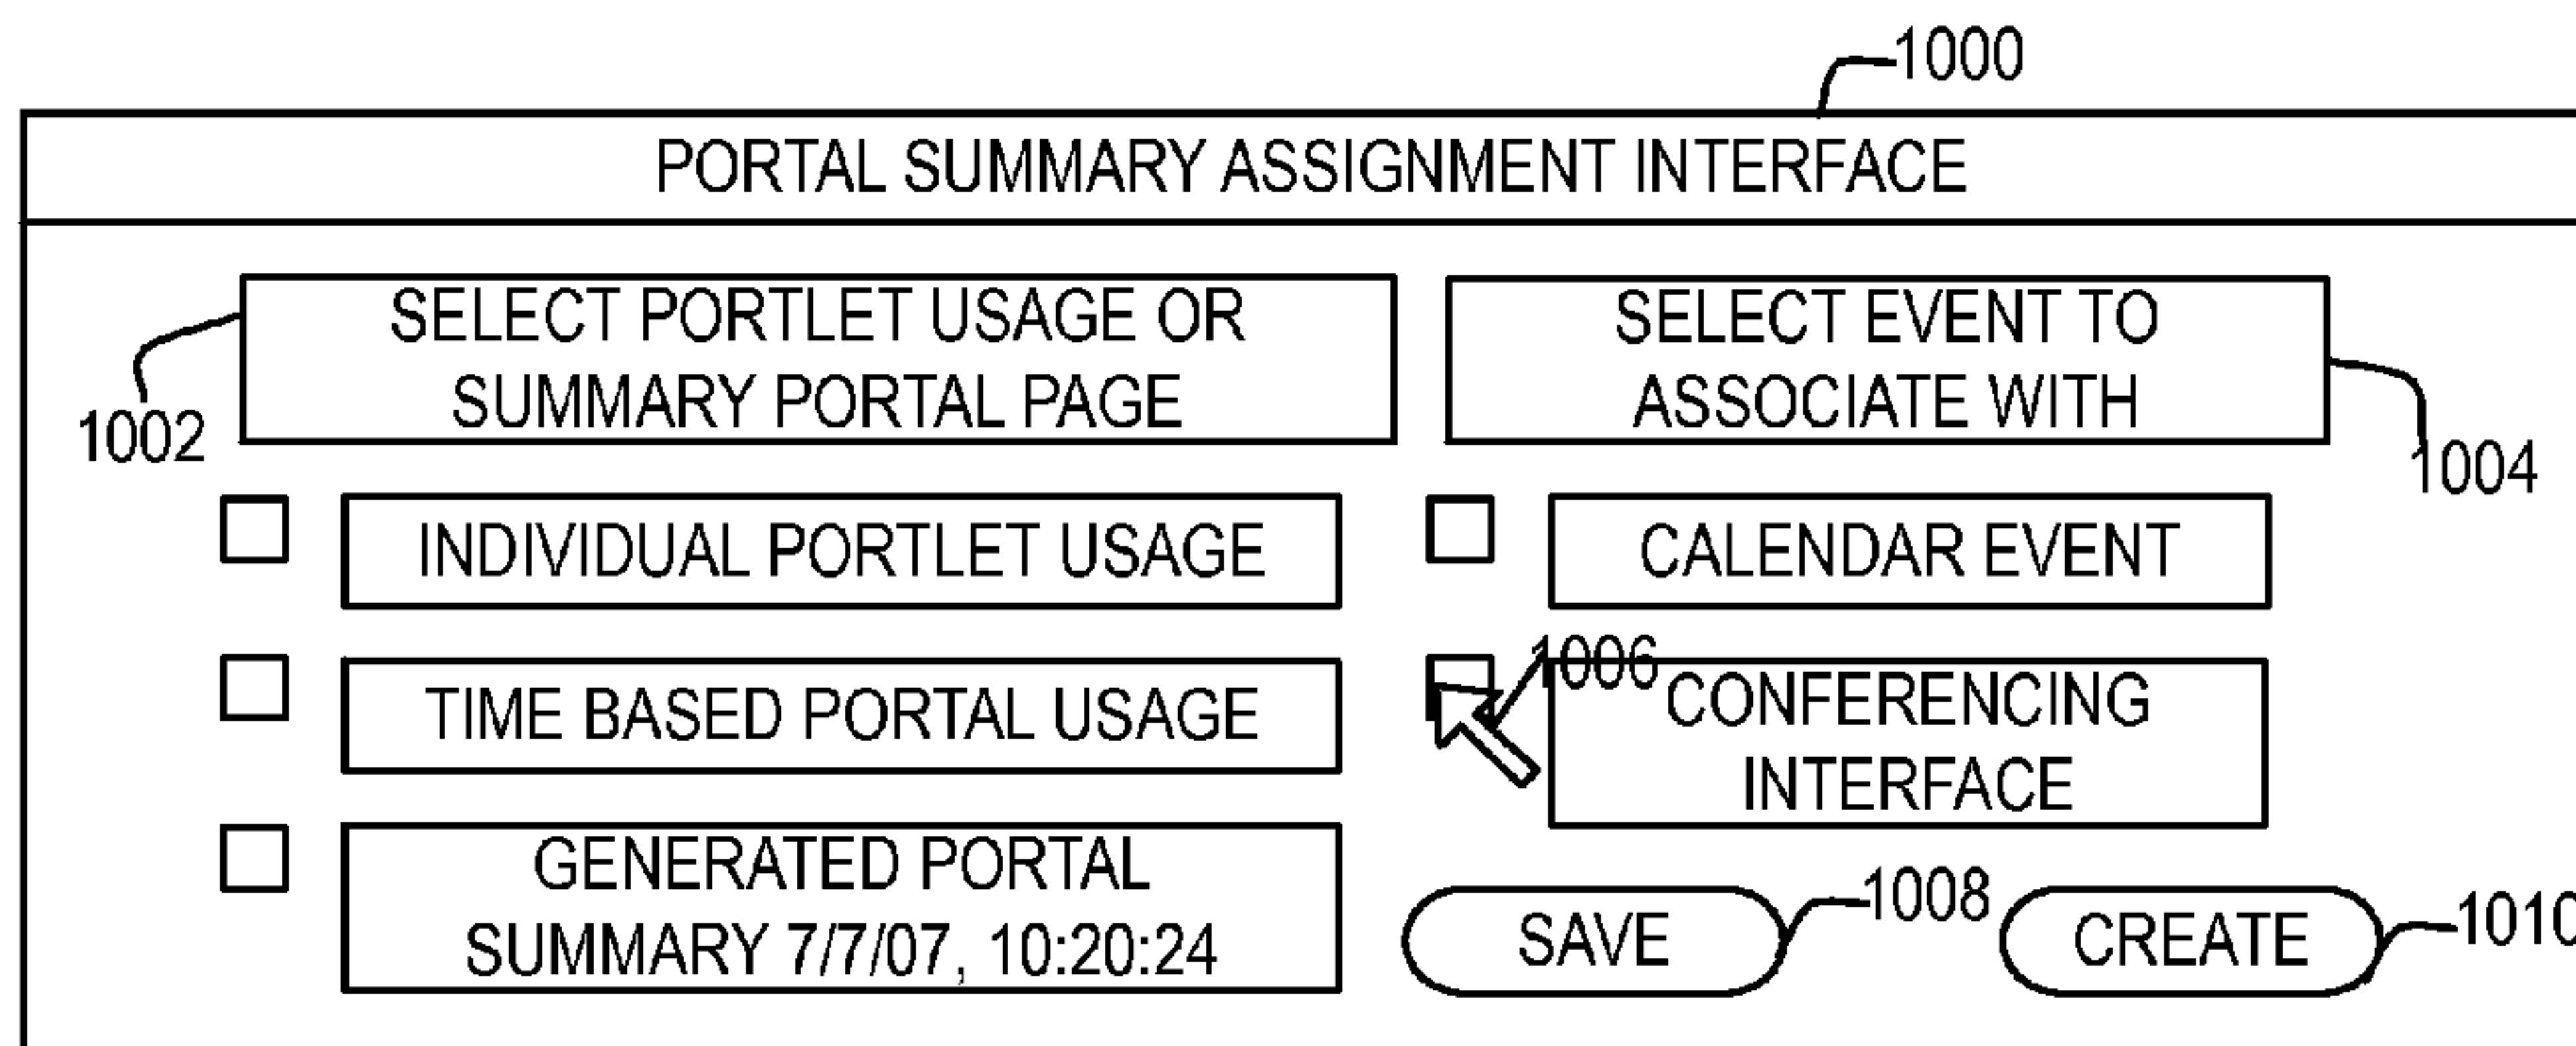 1000
PORTAL SUMMARY ASSIGNMENT INTERFACE
SELECT PORTLET USAGE OR
SUMMARY PORTAL PAGE
1002
SELECT EVENT TO
ASSOCIATE WITH
1004
INDIVIDUAL PORTLET USAGE
CALENDAR EVENT
TIME BASED PORTAL USAGE
1006
CONFERENCING
INTERFACE
GENERATED PORTAL
SUMMARY 7/7/07, 10:20:24
SAVE
1008
CREATE
1010